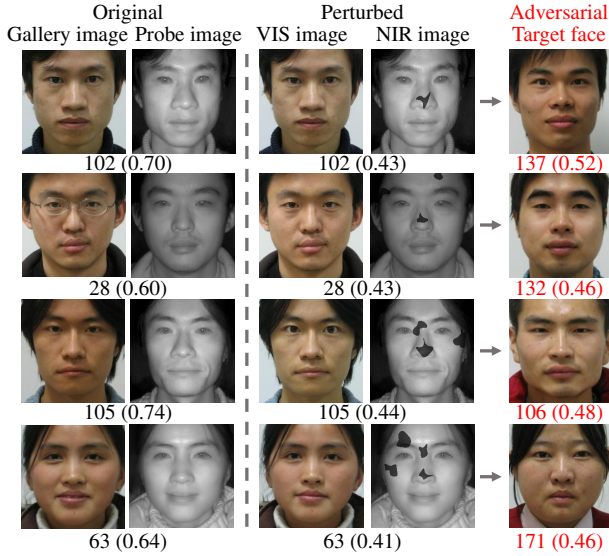 Original
Gallery image Probe image
Perturbed
VIS image NIR image
Adversarial
Target face
102 (0.70)
102 (0.43)
137 (0.52)
28 (0.60)
28 (0.43)
132 (0.46)
105 (0.74)
105 (0.44)
106 (0.48)
63 (0.64)
63 (0.41)
171 (0.46)